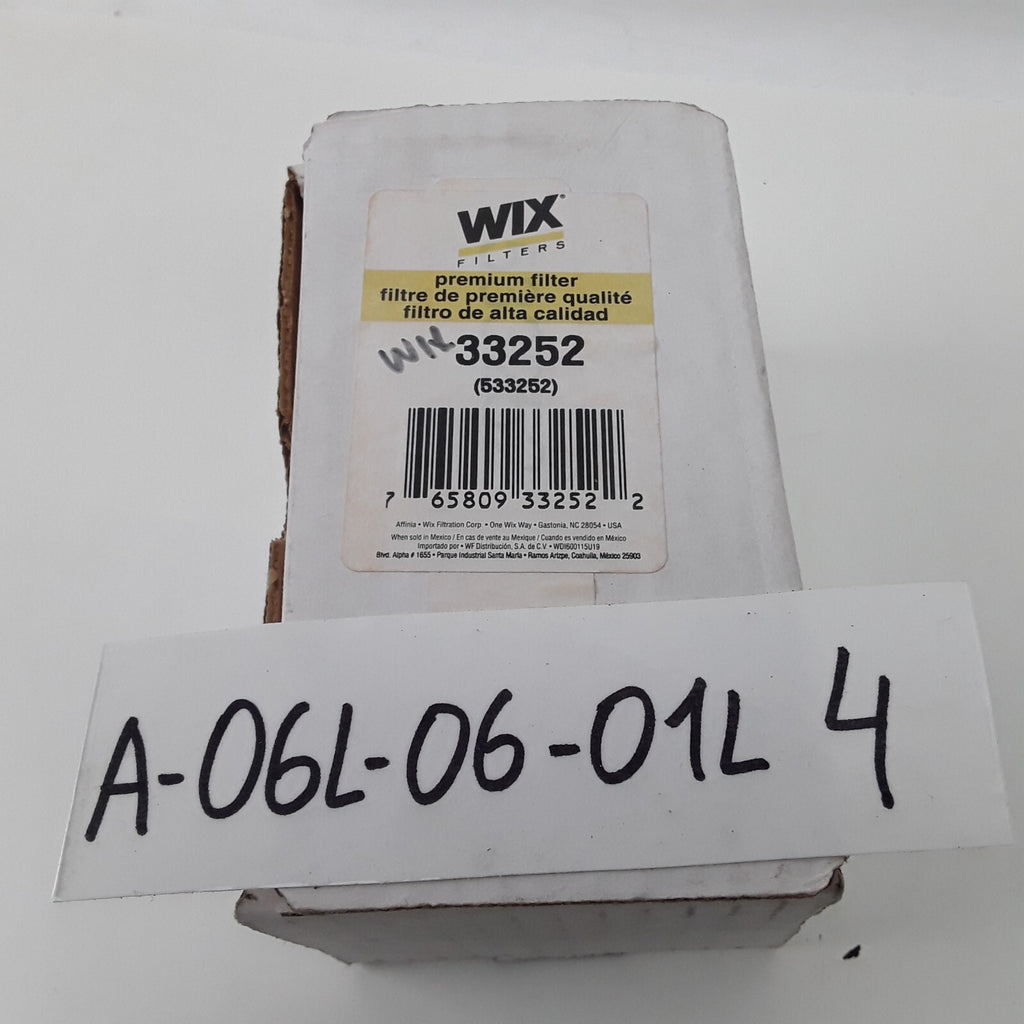 WIX®
FILTERS
premium filter
filtre de première qualité
filtro de alta calidad
WIX 33252
(533252)
7 65809 33252 2
Affinia • Wix Filtration Corp • One Wix Way • Gastonia, NC 28054 • USA
When sold in Mexico / En cas de vente au Mexique / Cuando es vendido en México
Importado por • WF Distribución, S.A. de C.V. • WDI600115U19
Blvd. Alpha # 1655 • Parque Industrial Santa María • Ramos Arizpe, Coahuila, México 25903
A-06L-06-01L 4